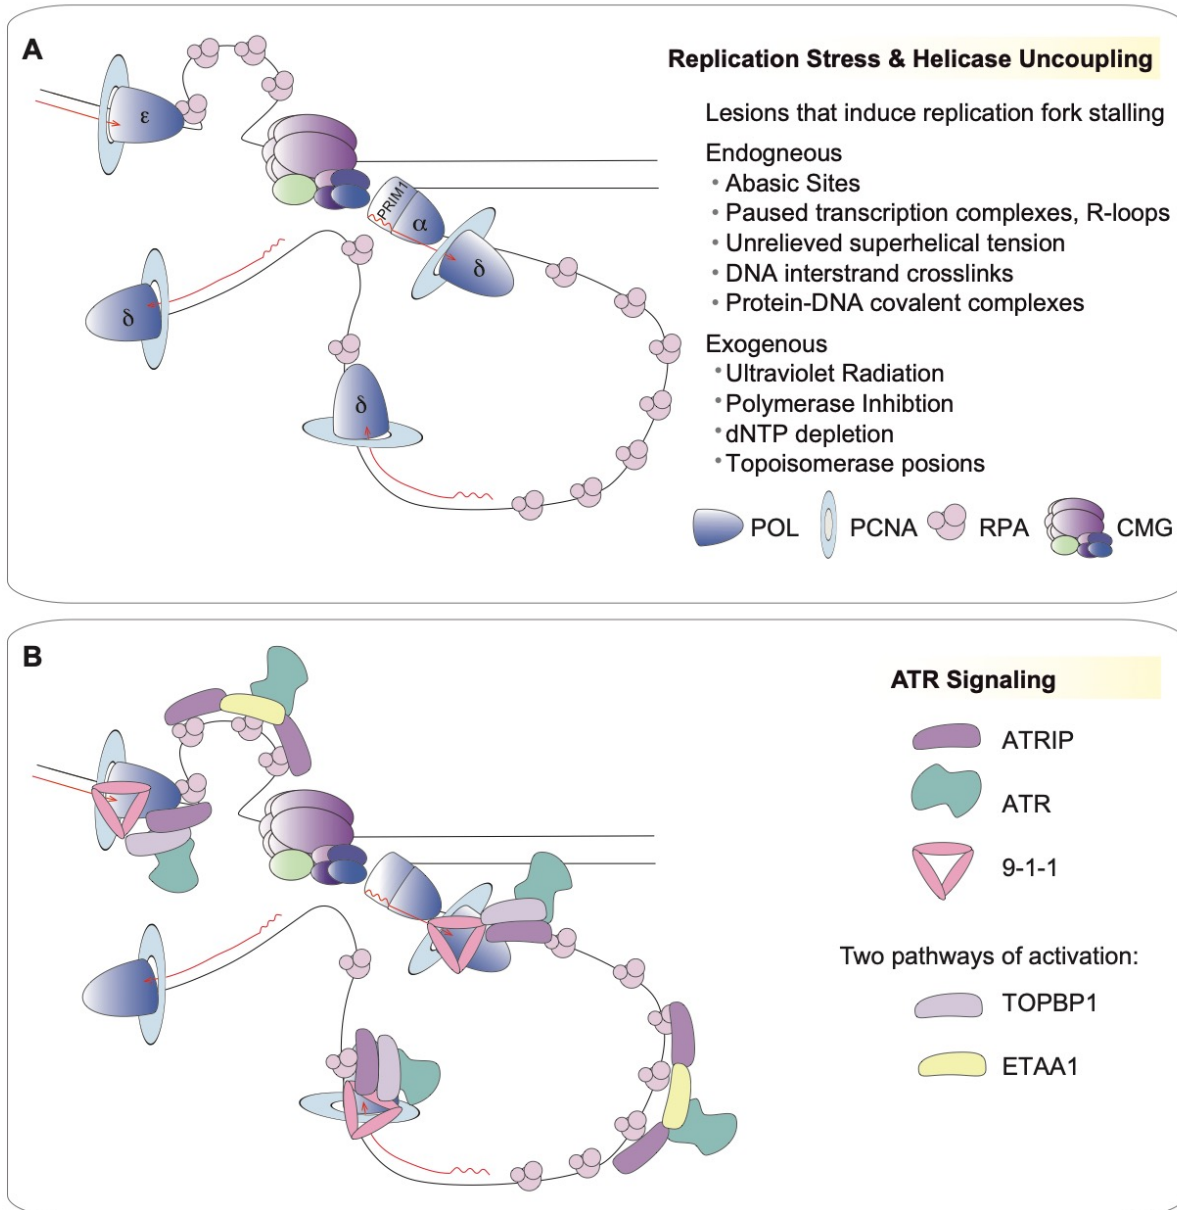 A
Replication Stress & Helicase Uncoupling
Lesions that induce replication fork stalling
Endogneous
• Abasic Sites
• Paused transcription complexes, R-loops
• Unrelieved superhelical tension
• DNA interstrand crosslinks
• Protein-DNA covalent complexes
Exogenous
• Ultraviolet Radiation
• Polymerase Inhibtion
• dNTP depletion
• Topoisomerase posions
ε
PRIM1
α
δ
δ
δ
POL
PCNA
RPA
CMG
B
ATR Signaling
ATRIP
ATR
9-1-1
Two pathways of activation:
TOPBP1
ETAA1